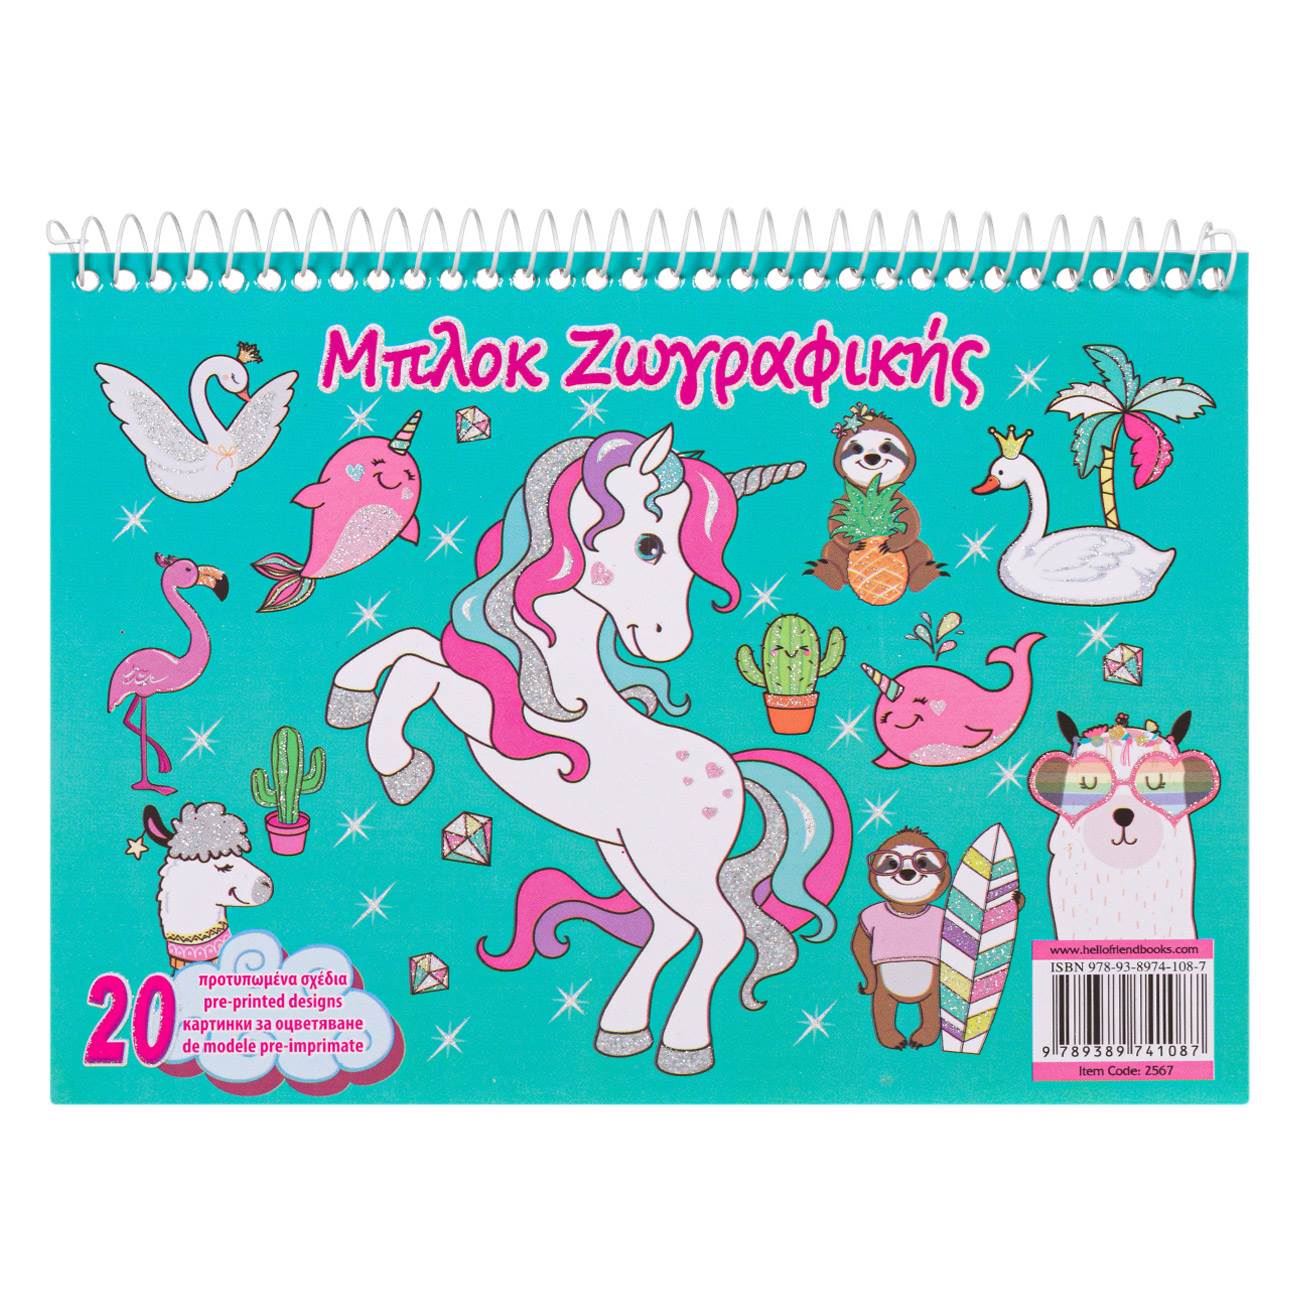 Μπλοκ Ζωγραφικής
20
προτυπωμένα σχέδια
pre-printed designs
картинки за оцветяване
de modele pre-imprimate
www.hellofriendbooks.com
ISBN 978-93-8974-108-7
9 789389 741087
Item Code: 2567